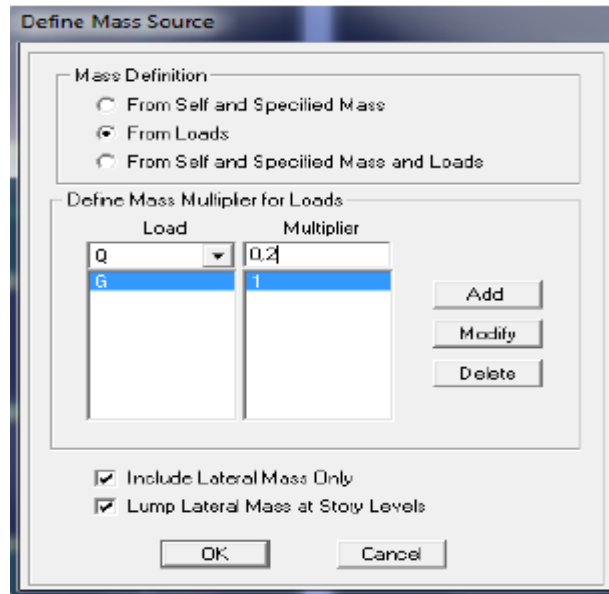 Define Mass Source
Mass Definition
From Self and Specified Mass
From Loads
From Self and Specified Mass and Loads
Define Mass Multiplier for Loads
Load Multiplier
Q 0,2
G 1
Add
Modify
Delete
Include Lateral Mass Only
Lump Lateral Mass at Story Levels
OK Cancel